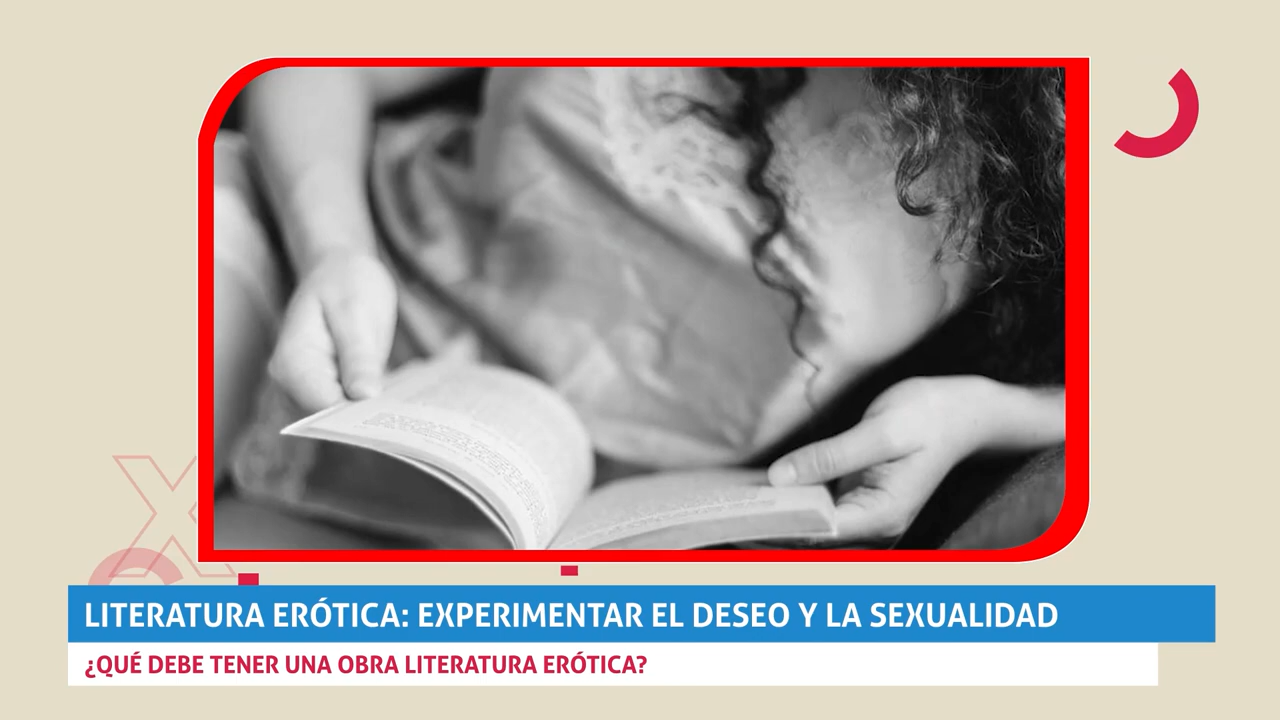 LITERATURA ERÓTICA: EXPERIMENTAR EL DESEO Y LA SEXUALIDAD
¿QUÉ DEBE TENER UNA OBRA LITERATURA ERÓTICA?